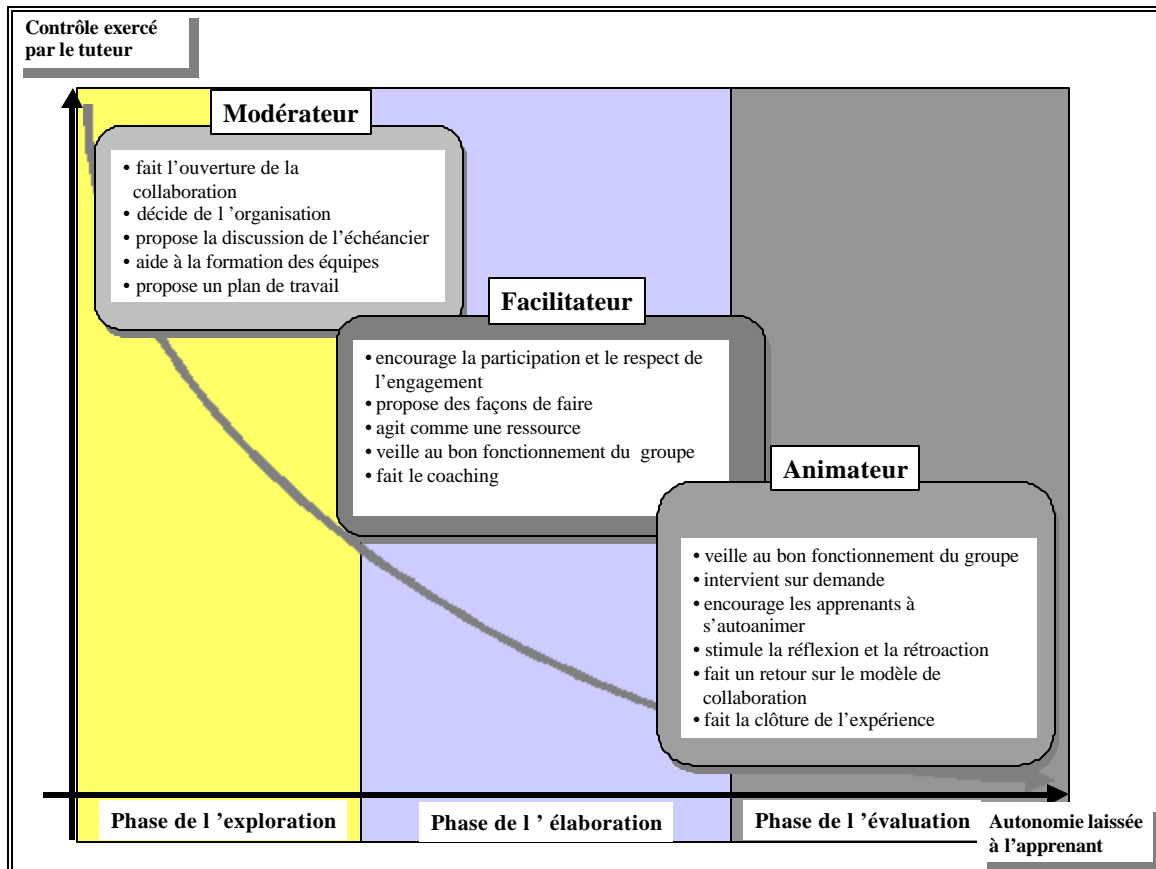 Contrôle exercé
par le tuteur
Modérateur
• fait l’ouverture de la
collaboration
• décide de l ’organisation
• propose la discussion de l’échéancier
• aide à la formation des équipes
• propose un plan de travail
Facilitateur
• encourage la participation et le respect de
l’engagement
• propose des façons de faire
• agit comme une ressource
• veille au bon fonctionnement du groupe
• fait le coaching
Animateur
• veille au bon fonctionnement du groupe
• intervient sur demande
• encourage les apprenants à
s’autoanimer
• stimule la réflexion et la rétroaction
• fait un retour sur le modèle de
collaboration
• fait la clôture de l’expérience
Phase de l ’exploration
Phase de l ’ élaboration
Phase de l ’évaluation
Autonomie laissée
à l’apprenant